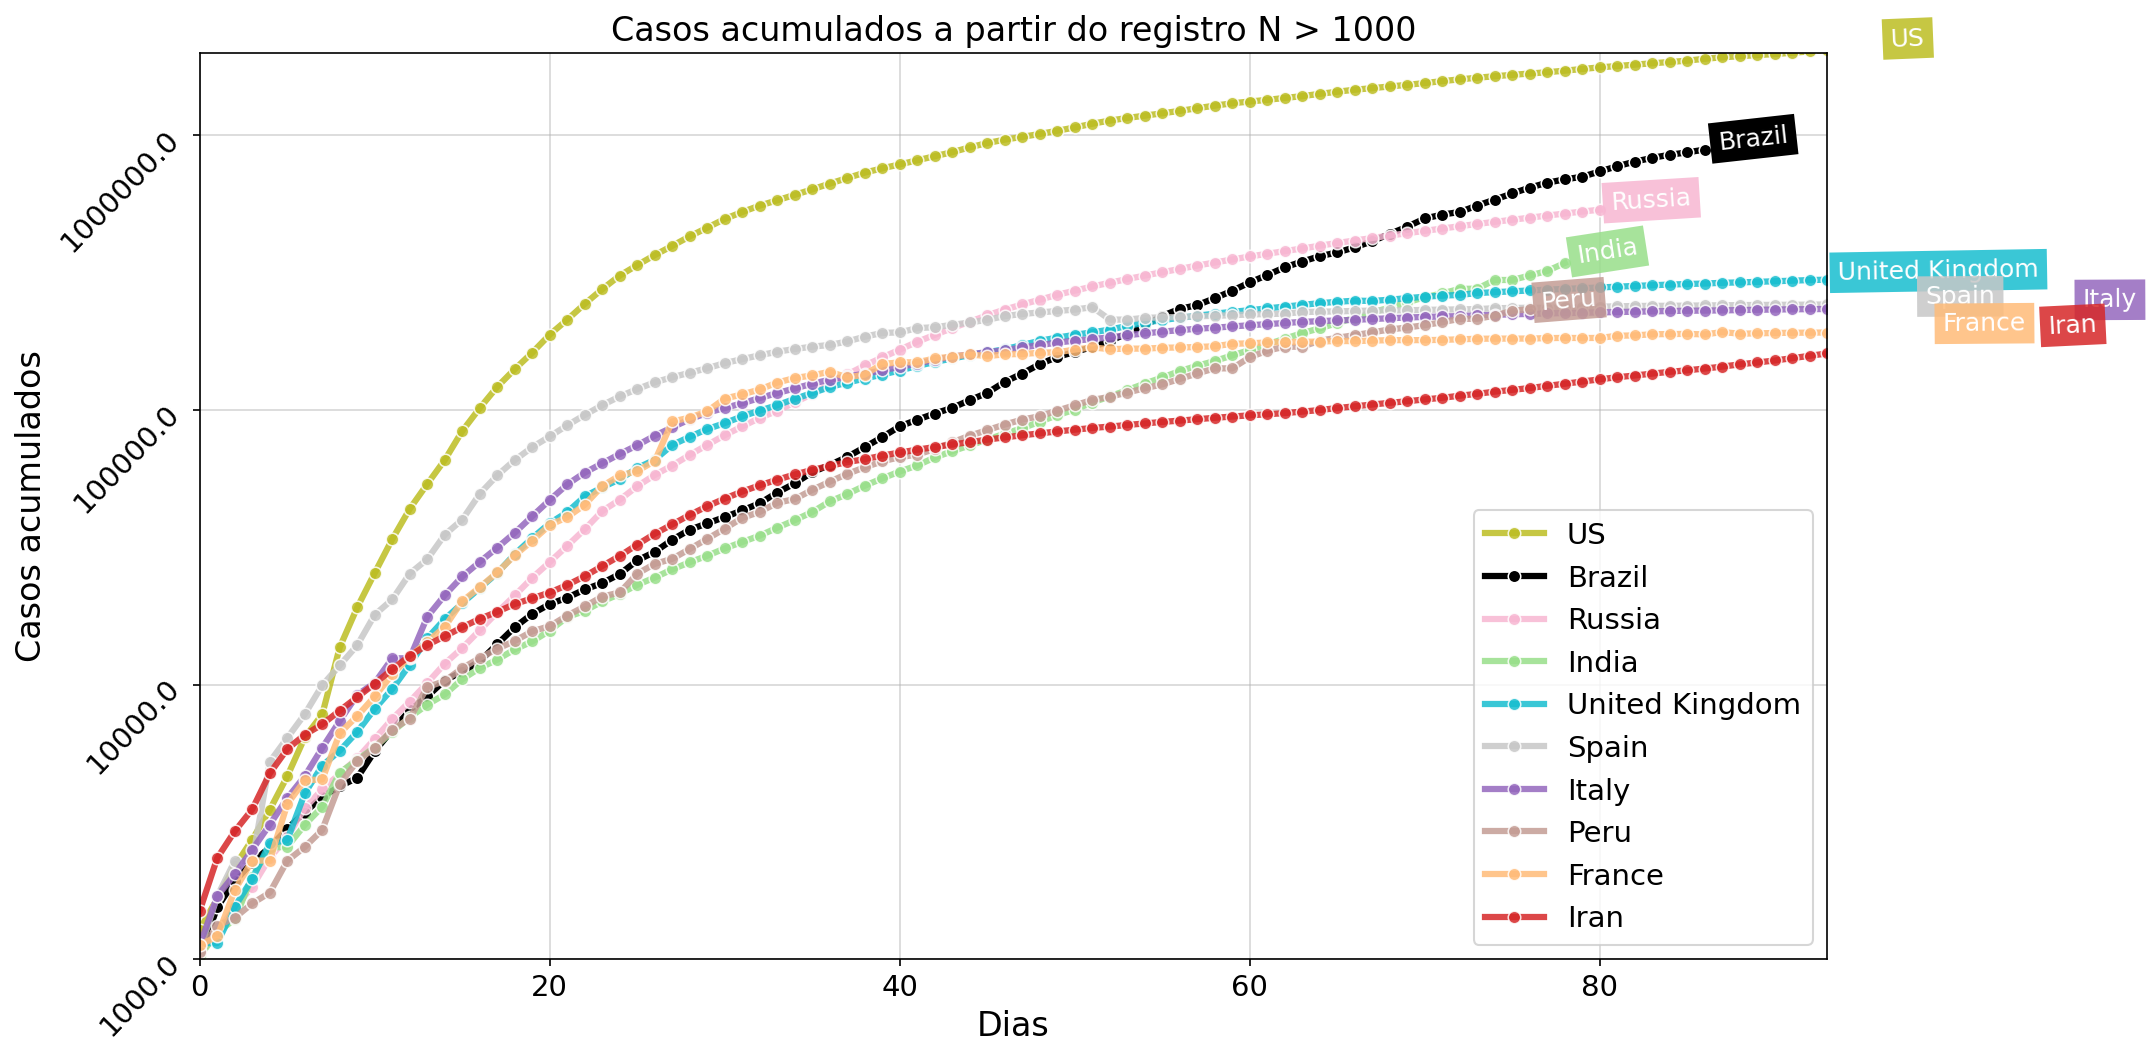 Casos acumulados a partir do registro N > 1000
US
Brazil
Russia
India
United Kingdom
Spain
Italy
Peru
France
Iran
Casos acumulados
1000000.0
100000.0
10000.0
1000.0
US
Brazil
Russia
India
United Kingdom
Spain
Italy
Peru
France
Iran
0 20 40 60 80
Dias